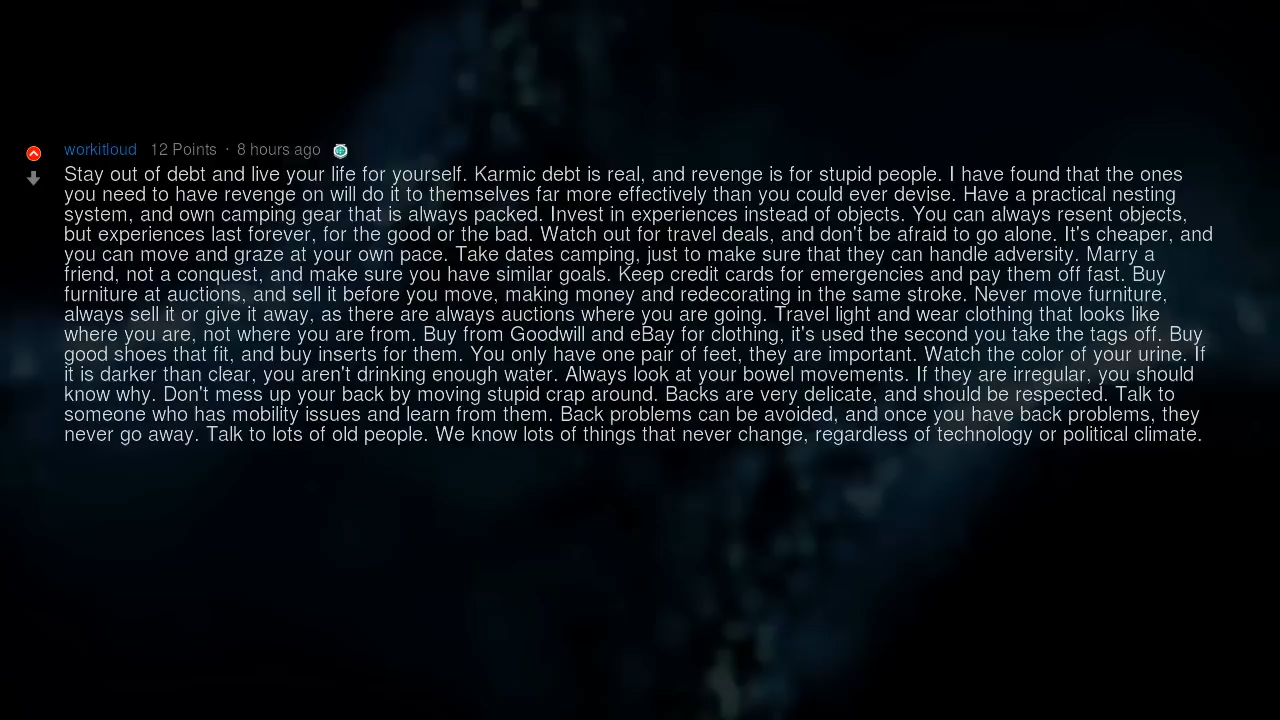 workitloud 12 Points · 8 hours ago
Stay out of debt and live your life for yourself. Karmic debt is real, and revenge is for stupid people. I have found that the ones
you need to have revenge on will do it to themselves far more effectively than you could ever devise. Have a practical nesting
system, and own camping gear that is always packed. Invest in experiences instead of objects. You can always resent objects,
but experiences last forever, for the good or the bad. Watch out for travel deals, and don't be afraid to go alone. It's cheaper, and
you can move and graze at your own pace. Take dates camping, just to make sure that they can handle adversity. Marry a
friend, not a conquest, and make sure you have similar goals. Keep credit cards for emergencies and pay them off fast. Buy
furniture at auctions, and sell it before you move, making money and redecorating in the same stroke. Never move furniture,
always sell it or give it away, as there are always auctions where you are going. Travel light and wear clothing that looks like
where you are, not where you are from. Buy from Goodwill and eBay for clothing, it's used the second you take the tags off. Buy
good shoes that fit, and buy inserts for them. You only have one pair of feet, they are important. Watch the color of your urine. If
it is darker than clear, you aren't drinking enough water. Always look at your bowel movements. If they are irregular, you should
know why. Don't mess up your back by moving stupid crap around. Backs are very delicate, and should be respected. Talk to
someone who has mobility issues and learn from them. Back problems can be avoided, and once you have back problems, they
never go away. Talk to lots of old people. We know lots of things that never change, regardless of technology or political climate.